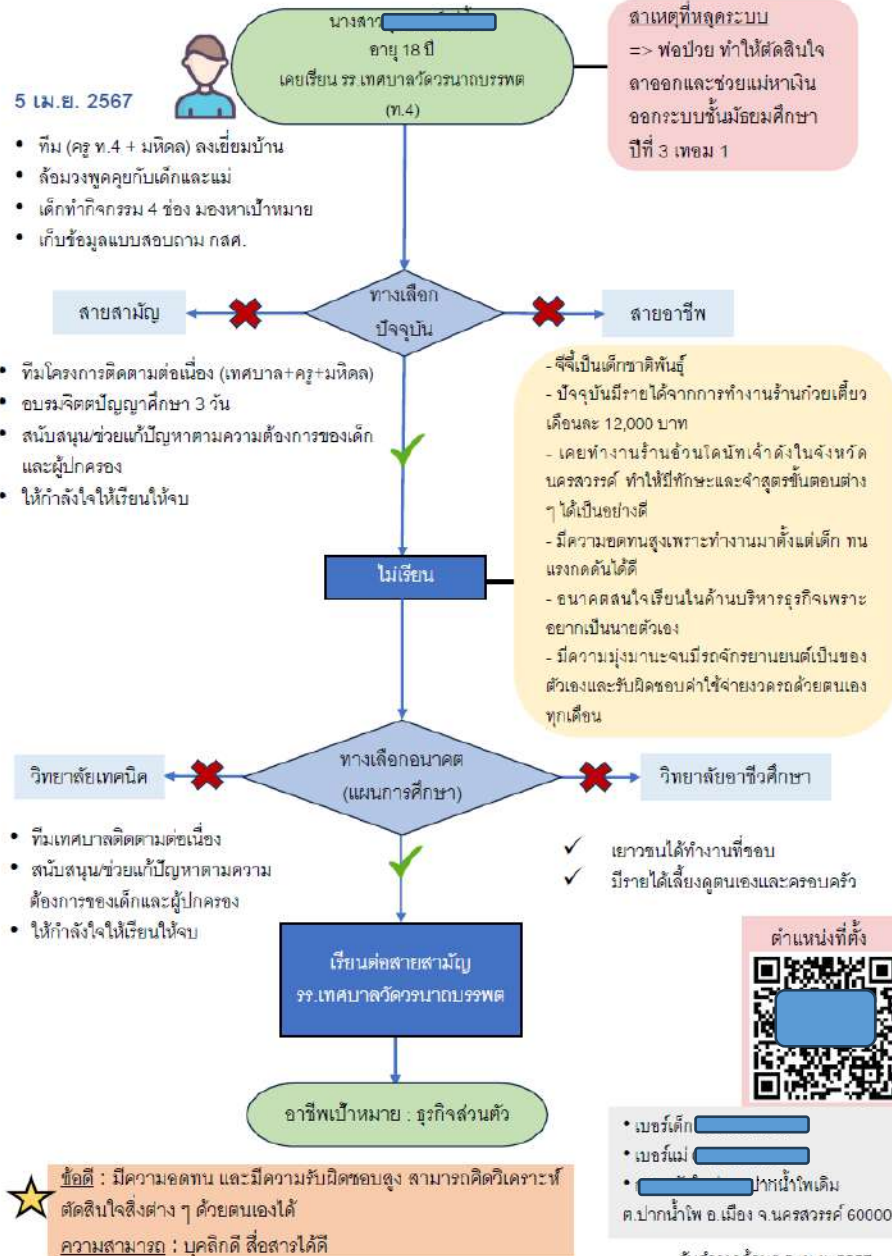 นางสาว
อายุ 18 ปี
เคยเรียน รร.เทศบาลวัดวรนาถบรรพต
(ท.4)
สาเหตุที่หลุดระบบ
=> พ่อป่วย ทำให้ตัดสินใจ
ลาออกและช่วยแม่หาเงิน
ออกระบบชั้นมัธยมศึกษา
ปีที่ 3 เทอม 1
5 เม.ย. 2567
• ทีม (ครู ท.4 + มหิดล) ลงเยี่ยมบ้าน
• ล้อมวงพูดคุยกับเด็กและแม่
• เด็กทำกิจกรรม 4 ช่อง มองหาเป้าหมาย
• เก็บข้อมูลแบบสอบถาม กสศ.
สายสามัญ
ทางเลือก
ปัจจุบัน
สายอาชีพ
• ทีมโครงการติดตามต่อเนื่อง (เทศบาล+ครู+มหิดล)
• อบรมจิตตปัญญาศึกษา 3 วัน
• สนับสนุน/ช่วยแก้ปัญหาตามความต้องการของเด็ก
และผู้ปกครอง
• ให้กำลังใจให้เรียนให้จบ
- จีจี้เป็นเด็กชาติพันธุ์
- ปัจจุบันมีรายได้จากการทำงานร้านก๋วยเตี๋ยว
เดือนละ 12,000 บาท
- เคยทำงานร้านอ้วนโดนัทเจ้าดังในจังหวัด
นครสวรรค์ ทำให้มีทักษะและจำสูตรขั้นตอนต่าง
ๆ ได้เป็นอย่างดี
- มีความอดทนสูงเพราะทำงานมาตั้งแต่เด็ก ทน
แรงกดดันได้ดี
- อนาคตสนใจเรียนในด้านบริหารธุรกิจเพราะ
อยากเป็นนายตัวเอง
- มีความมุ่งมานะจนมีรถจักรยานยนต์เป็นของ
ตัวเองและรับผิดชอบค่าใช้จ่ายงวดรถด้วยตนเอง
ทุกเดือน
ไม่เรียน
วิทยาลัยเทคนิค
ทางเลือกอนาคต
(แผนการศึกษา)
วิทยาลัยอาชีวศึกษา
• ทีมเทศบาลติดตามต่อเนื่อง
• สนับสนุน/ช่วยแก้ปัญหาตามความ
ต้องการของเด็กและผู้ปกครอง
• ให้กำลังใจให้เรียนให้จบ
✓ เยาวชนได้ทำงานที่ชอบ
✓ มีรายได้เลี้ยงดูตนเองและครอบครัว
เรียนต่อสายสามัญ
รร.เทศบาลวัดวรนาถบรรพต
ตำแหน่งที่ตั้ง
อาชีพเป้าหมาย : ธุรกิจส่วนตัว
• เบอร์เด็ก
• เบอร์แม่
• ปากน้ำโพเดิม
ต.ปากน้ำโพ อ.เมือง จ.นครสวรรค์ 60000
ข้อดี : มีความอดทน และมีความรับผิดชอบสูง สามารถคิดวิเคราะห์
ตัดสินใจสิ่งต่าง ๆ ด้วยตนเองได้
ความสามารถ : บุคลิกดี สื่อสารได้ดี